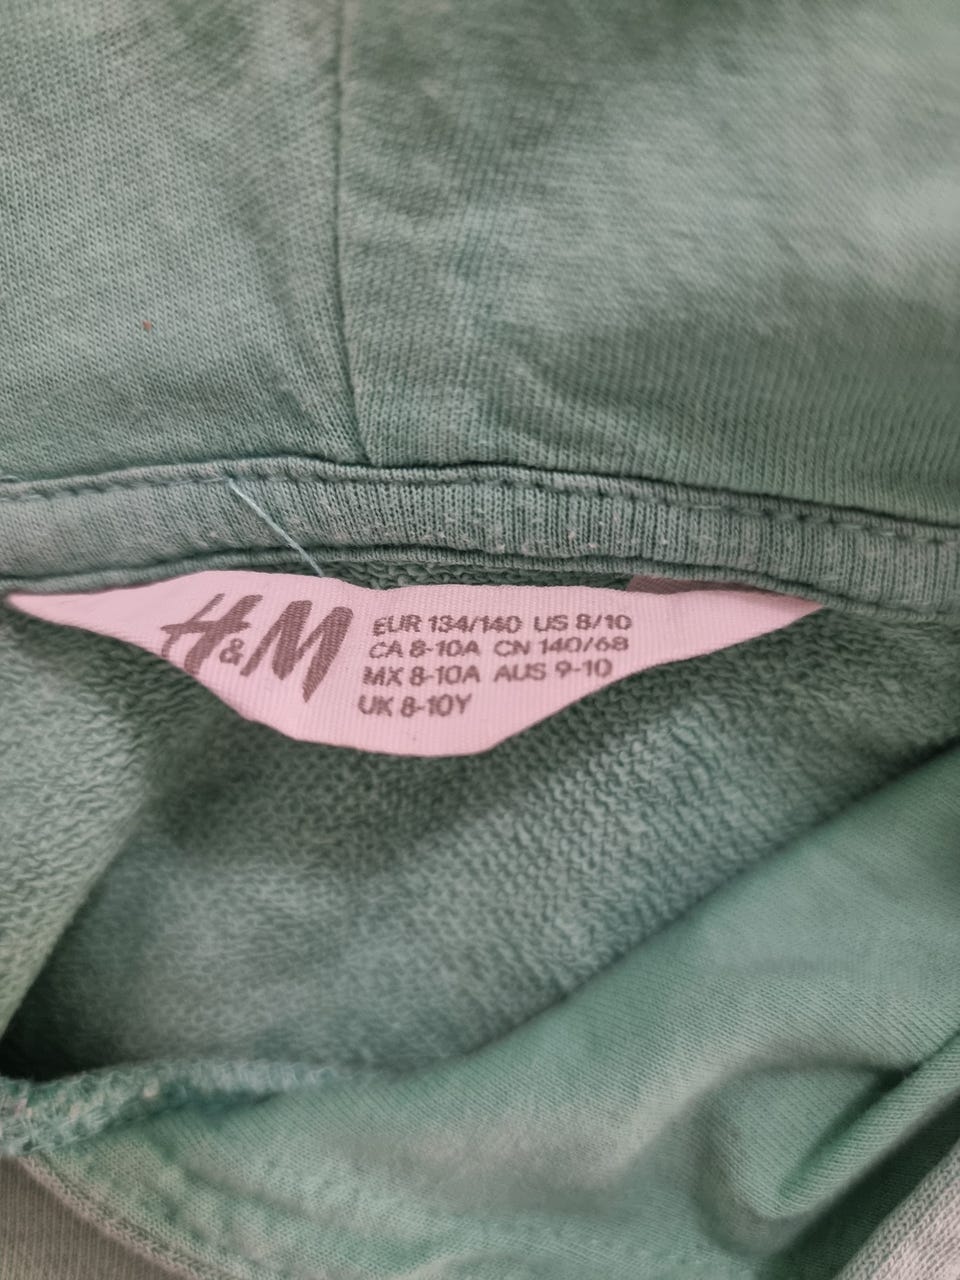 H&M
EUR 134/140 US 8/10
CA 8-10A CN 140/68
MX 8-10A AUS 9-10
UK 8-10Y